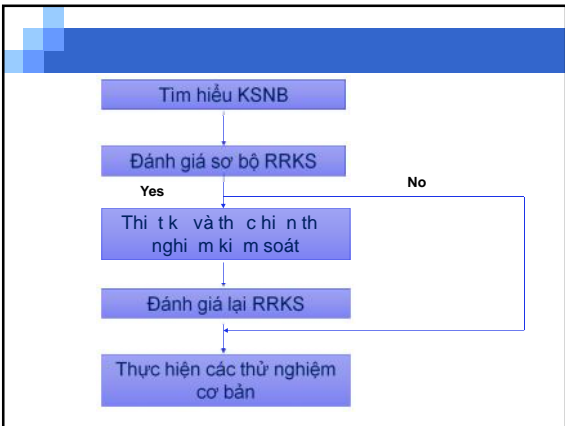 Tìm hiểu KSNB
Đánh giá sơ bộ RRKS
Yes
No
Thi t k và th c hi n th
nghi m ki m soát
Đánh giá lại RRKS
Thực hiện các thử nghiệm
cơ bản